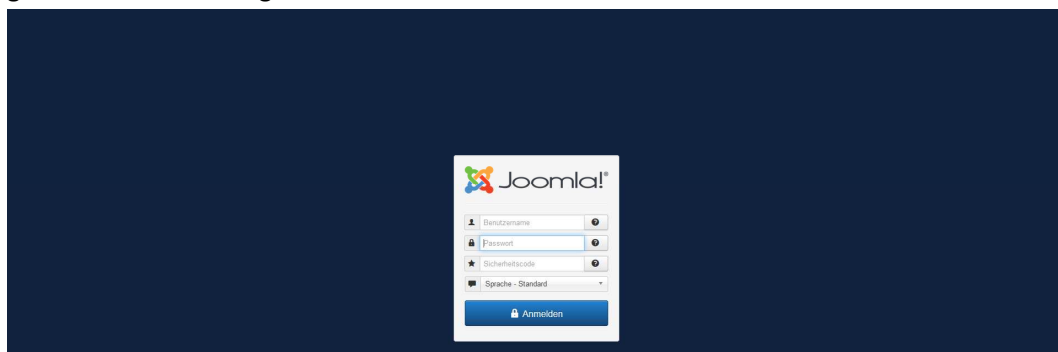 Joomla!®
Benutzername
Passwort
Sicherheitscode
Sprache - Standard
Anmelden